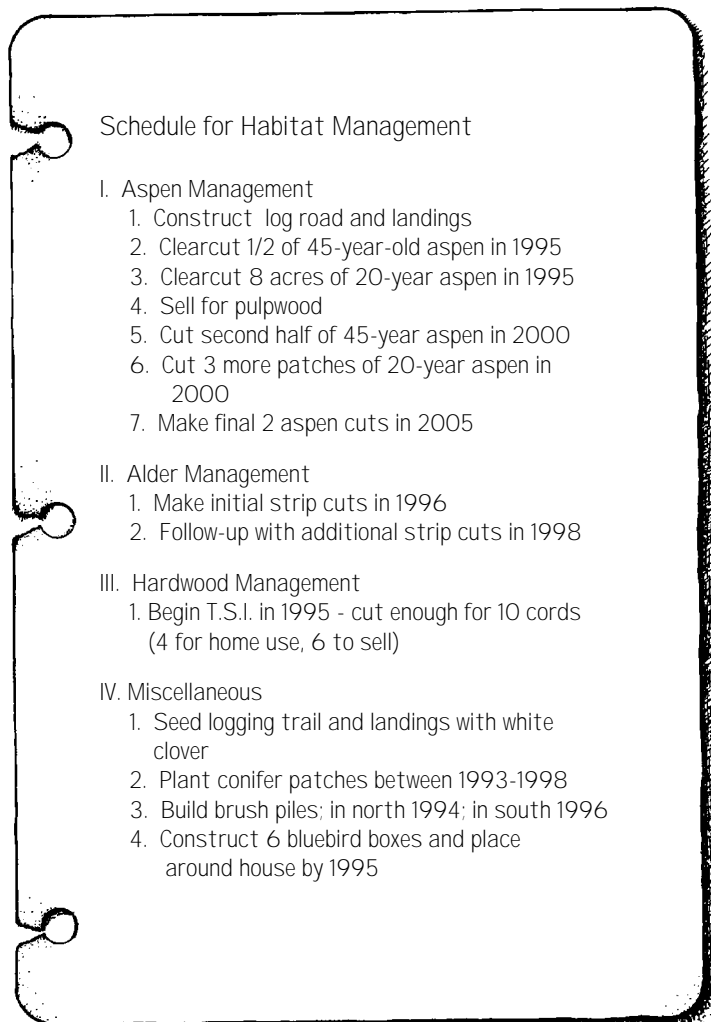 Schedule for Habitat Management
I. Aspen Management
1. Construct log road and landings
2. Clearcut 1/2 of 45-year-old aspen in 1995
3. Clearcut 8 acres of 20-year aspen in 1995
4. Sell for pulpwood
5. Cut second half of 45-year aspen in 2000
6. Cut 3 more patches of 20-year aspen in
2000
7. Make final 2 aspen cuts in 2005
II. Alder Management
1. Make initial strip cuts in 1996
2. Follow-up with additional strip cuts in 1998
III. Hardwood Management
1. Begin T.S.I. in 1995 - cut enough for 10 cords
(4 for home use, 6 to sell)
IV. Miscellaneous
1. Seed logging trail and landings with white
clover
2. Plant conifer patches between 1993-1998
3. Build brush piles; in north 1994; in south 1996
4. Construct 6 bluebird boxes and place
around house by 1995